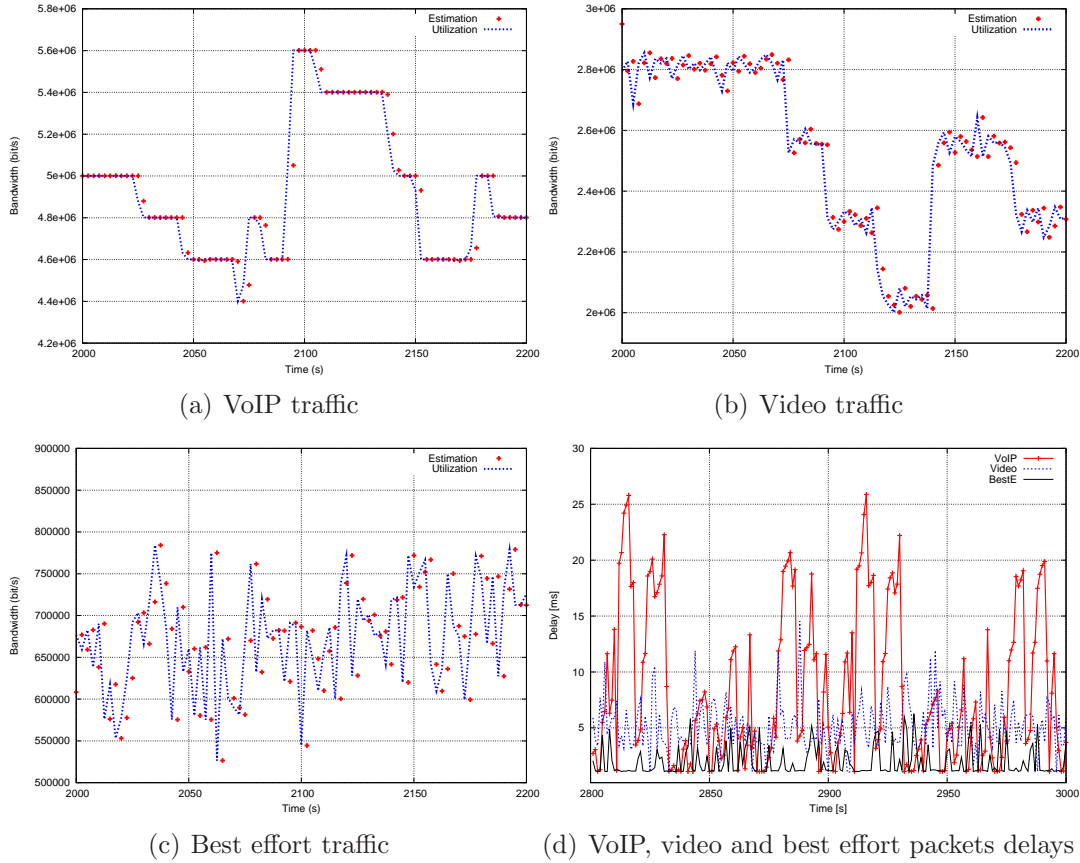 5.6e+06
5.4e+06
5.2e+06
5e+06
4.8e+06
4.6e+06
4.4e+06
4.2e+06
2000 2050 2100 2150 2200
Bandwidth (bit/s)
Time (s)
Estimation
Utilization
(a) VoIP traffic
3e+06
2.8e+06
2.6e+06
2.4e+06
2.2e+06
2e+06
2000 2050 2100 2150 2200
Bandwidth (bit/s)
Time (s)
Estimation
Utilization
(b) Video traffic
900000
850000
800000
750000
700000
650000
600000
550000
500000
2000 2050 2100 2150 2200
Bandwidth (bit/s)
Time (s)
Estimation
Utilization
(c) Best effort traffic
30
25
20
15
10
5
2800 2850 2900 2950 3000
Delay [ms]
Time [s]
VoIP
Video
BestE
(d) VoIP, video and best effort packets delays